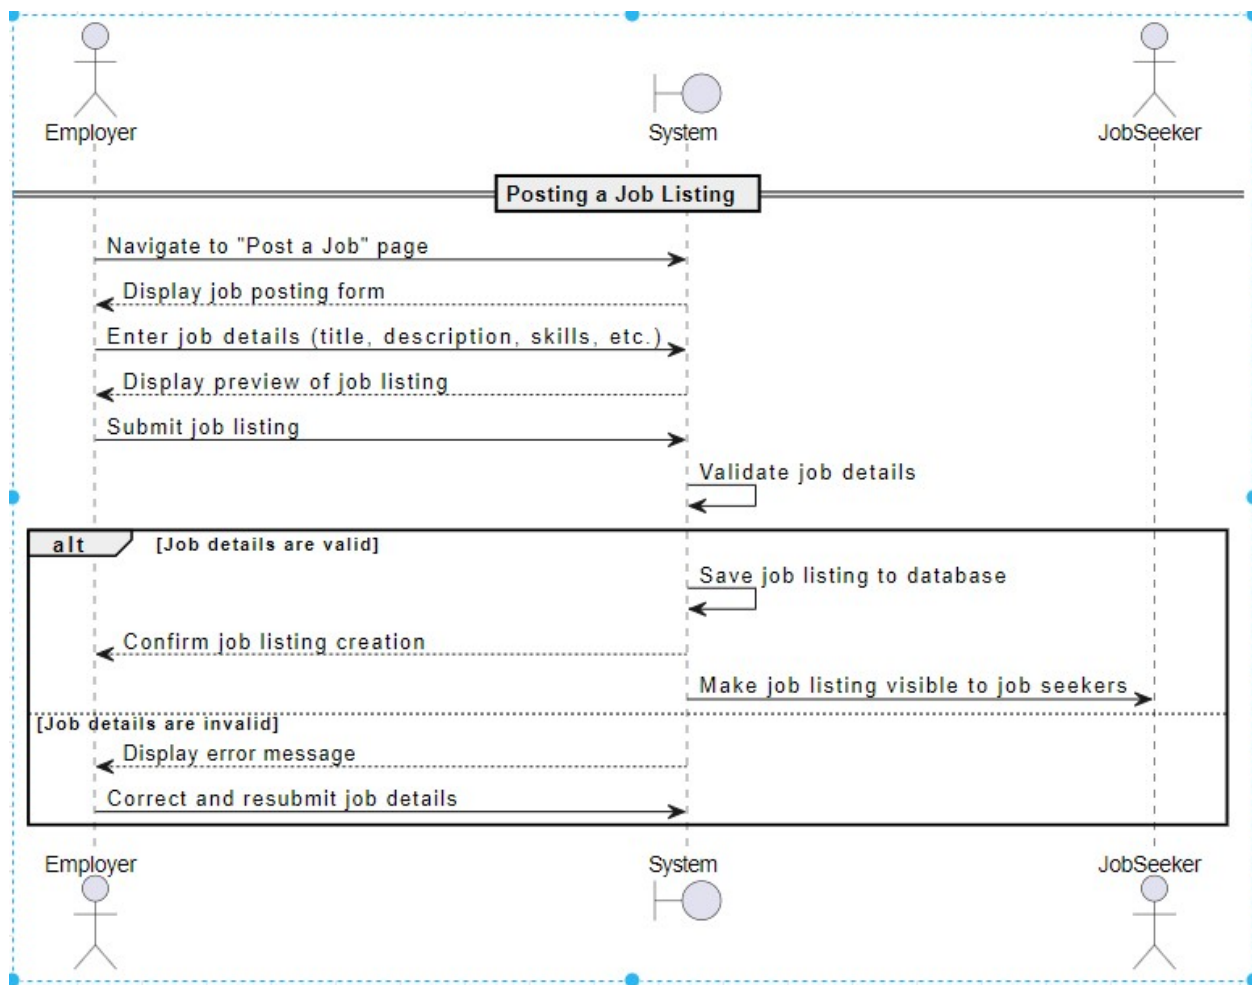 Employer
System
JobSeeker
Posting a Job Listing
Navigate to "Post a Job" page
Display job posting form
Enter job details (title, description, skills, etc.)
Display preview of job listing
Submit job listing
Validate job details
alt [Job details are valid]
Save job listing to database
Confirm job listing creation
Make job listing visible to job seekers
[Job details are invalid]
Display error message
Correct and resubmit job details
Employer
System
JobSeeker